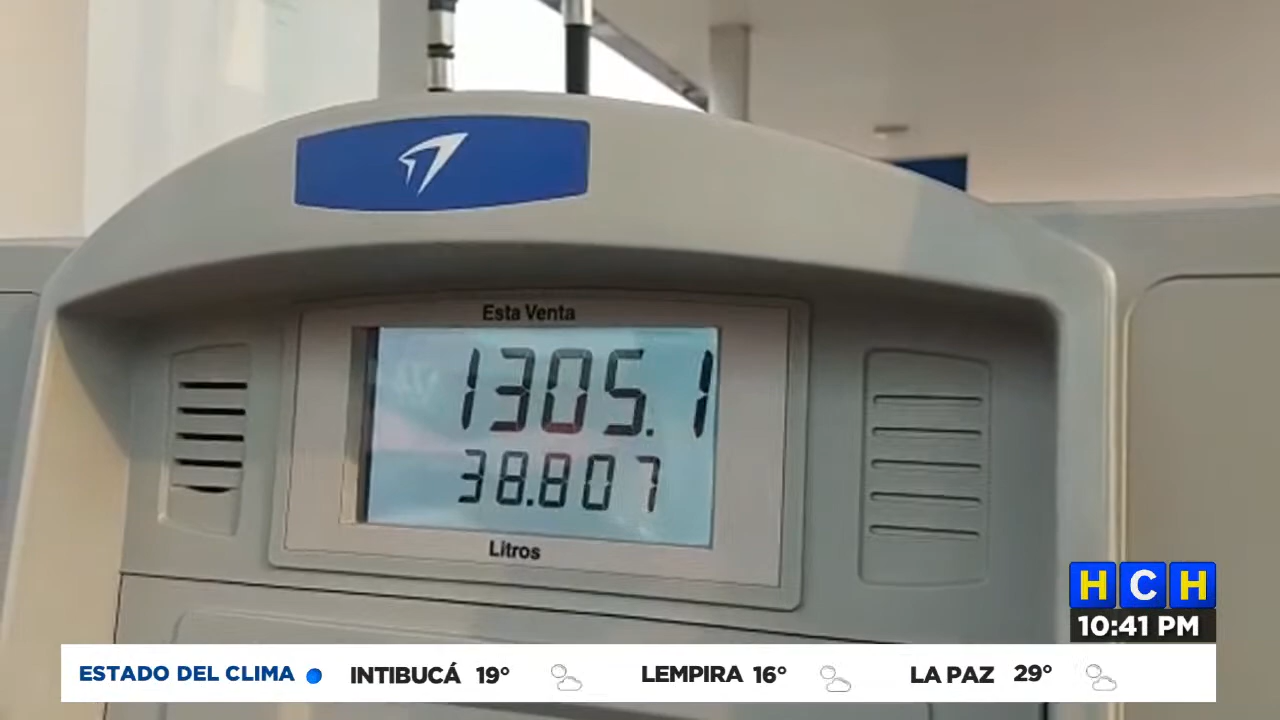 Esta Venta
1305.1
38.807
Litros
HCH
10:41 PM
ESTADO DEL CLIMA INTIBUCÁ 19° LEMPIRA 16° LA PAZ 29°